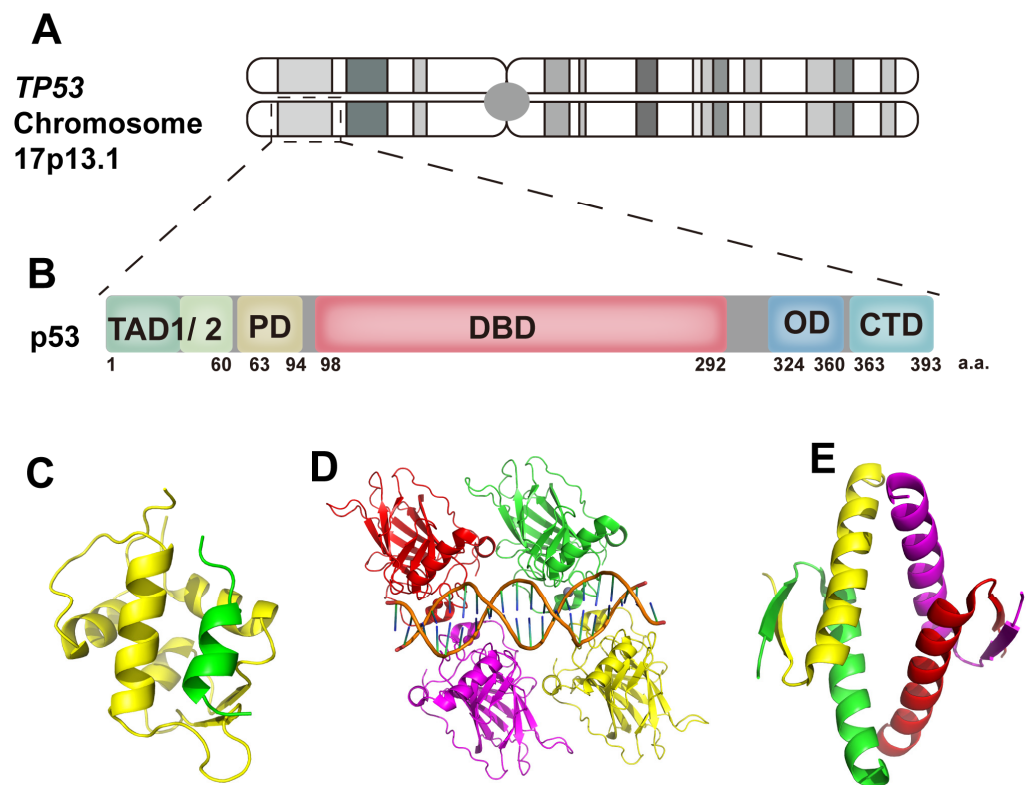 A
TP53
Chromosome
17p13.1
B
p53
TAD1/ 2 PD DBD OD CTD
1 60 63 94 98 292 324 360 363 393 a.a.
C
D
E